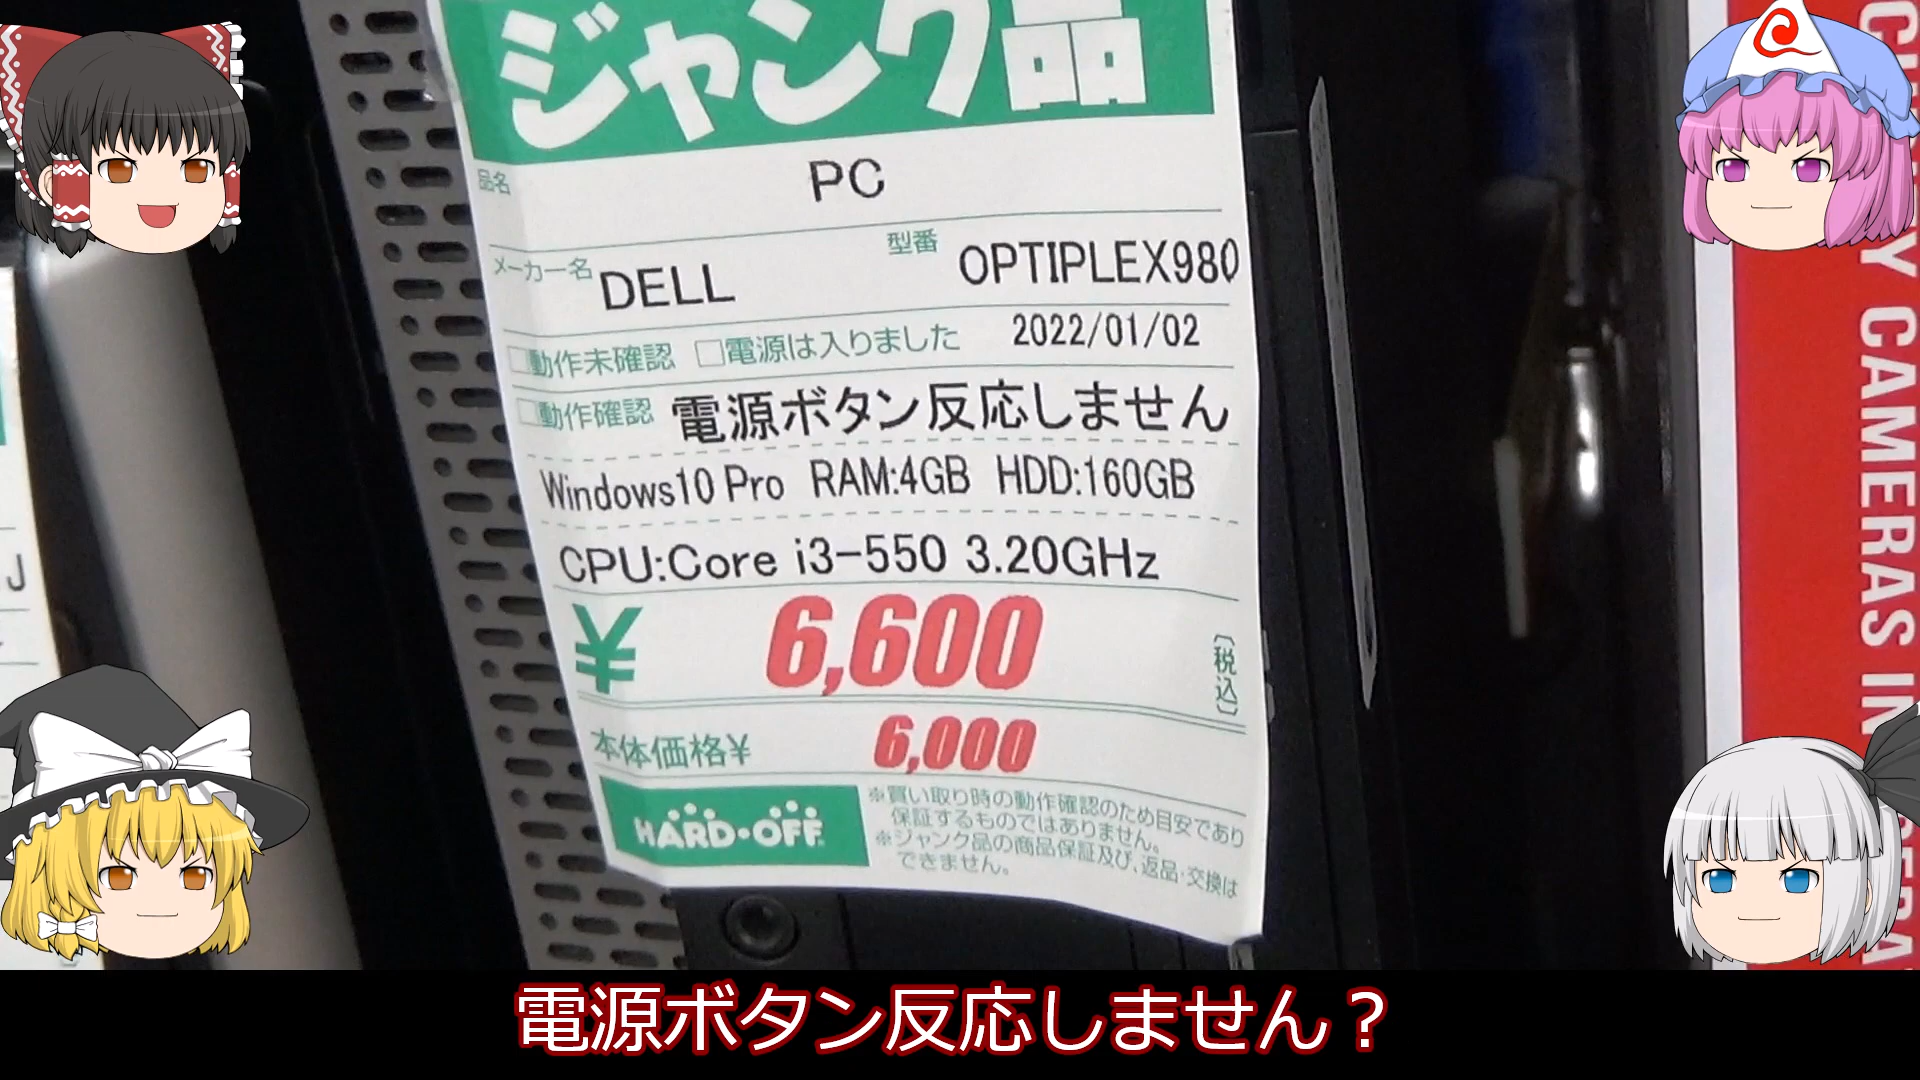 ジャンク品
品名 PC
メーカー名 DELL 型番 OPTIPLEX980
□動作未確認 □電源は入りました 2022/01/02
□動作確認 電源ボタン反応しません
Windows10 Pro RAM:4GB HDD:160GB
CPU:Core i3-550 3.20GHz
¥ 6,600 〔税込〕
本体価格¥ 6,000
HARD・OFF
※買い取り時の動作確認のため目安であり
保証するものではありません。
※ジャンク品の商品保証及び、返品・交換は
できません。
J
CAMERAS IN
電源ボタン反応しません？